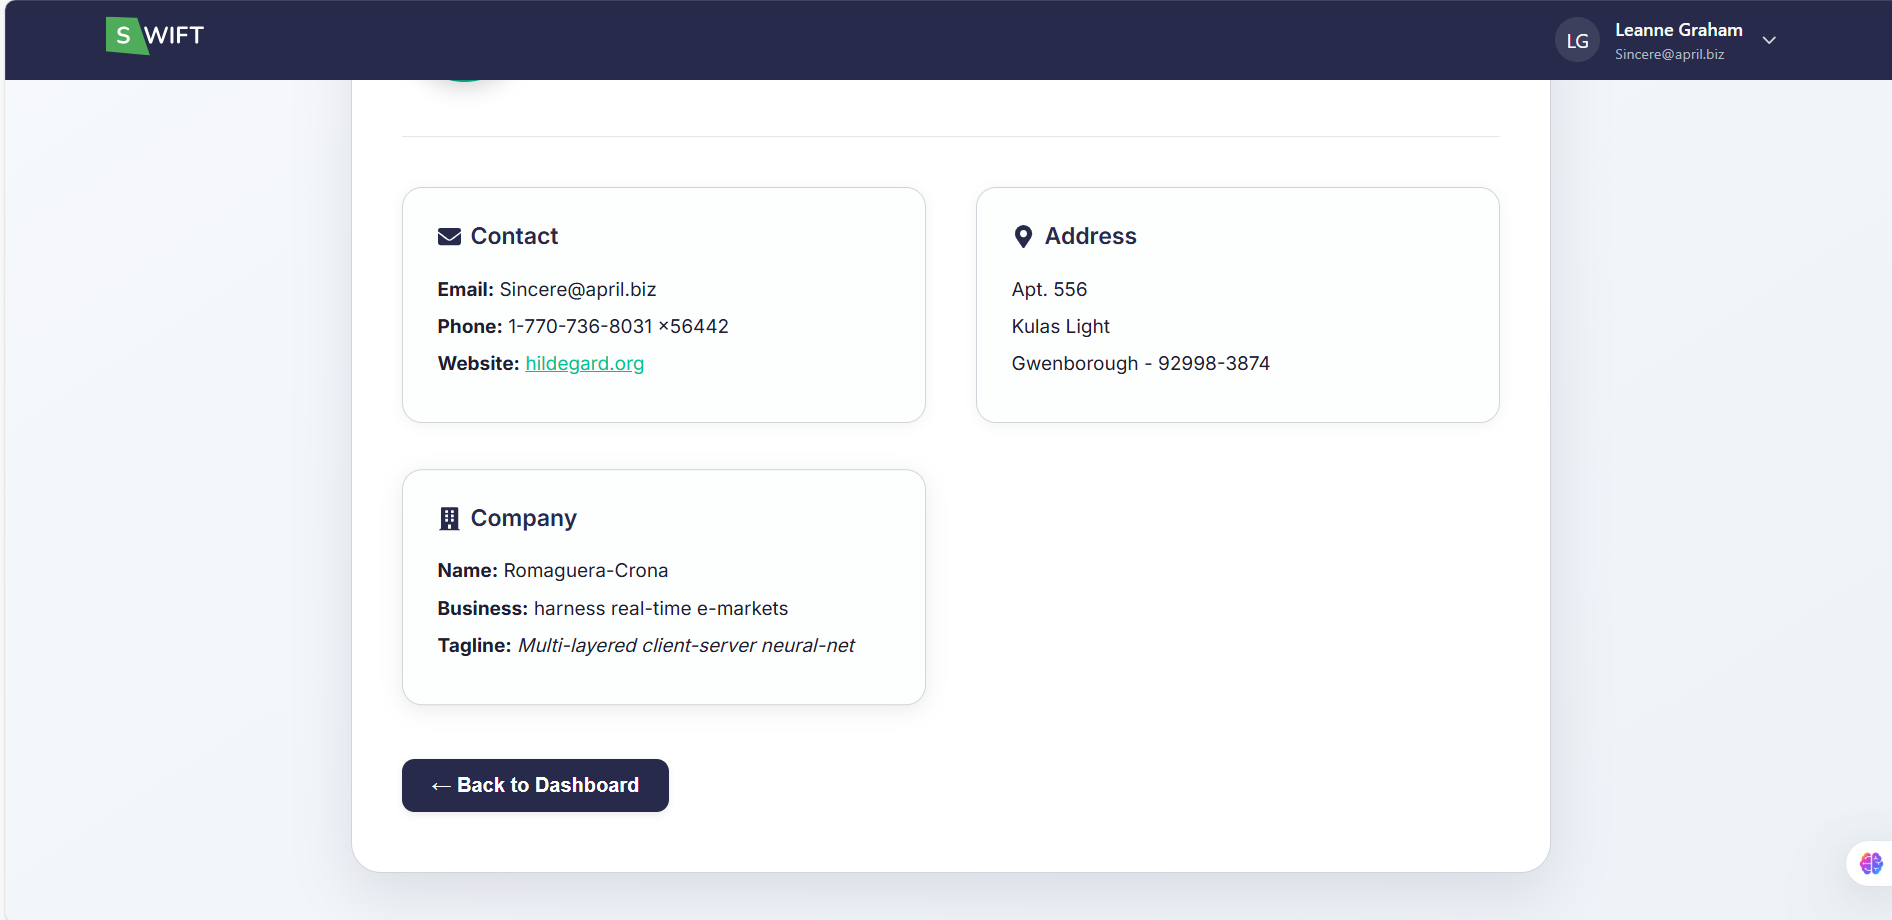 SWIFT
LG
Leanne Graham
Sincere@april.biz
Contact
Email: Sincere@april.biz
Phone: 1-770-736-8031 x56442
Website: hildegard.org
Address
Apt. 556
Kulas Light
Gwenborough - 92998-3874
Company
Name: Romaguera-Crona
Business: harness real-time e-markets
Tagline: Multi-layered client-server neural-net
← Back to Dashboard